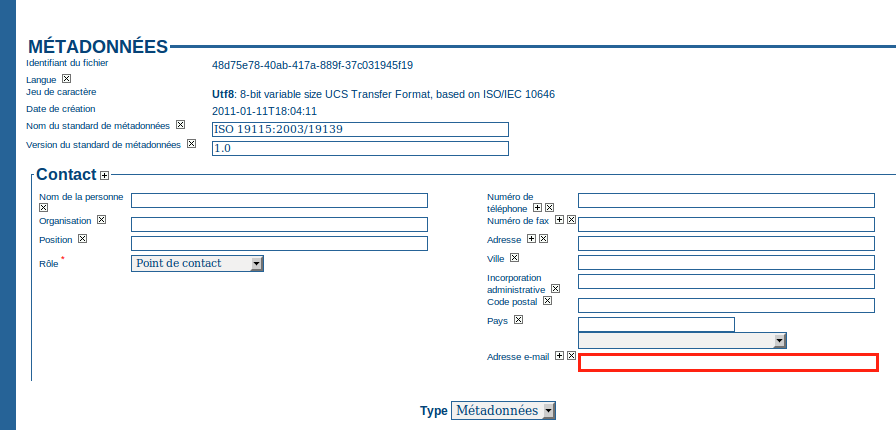 MÉTADONNÉES
Identifiant du fichier 48d75e78-40ab-417a-889f-37c031945f19
Langue
Jeu de caractère Utf8: 8-bit variable size UCS Transfer Format, based on ISO/IEC 10646
Date de création 2011-01-11T18:04:11
Nom du standard de métadonnées ISO 19115:2003/19139
Version du standard de métadonnées 1.0
Contact
Nom de la personne
Organisation
Position
Rôle * Point de contact
Numéro de
téléphone
Numéro de fax
Adresse
Ville
Incorporation
administrative
Code postal
Pays
Adresse e-mail
Type Métadonnées